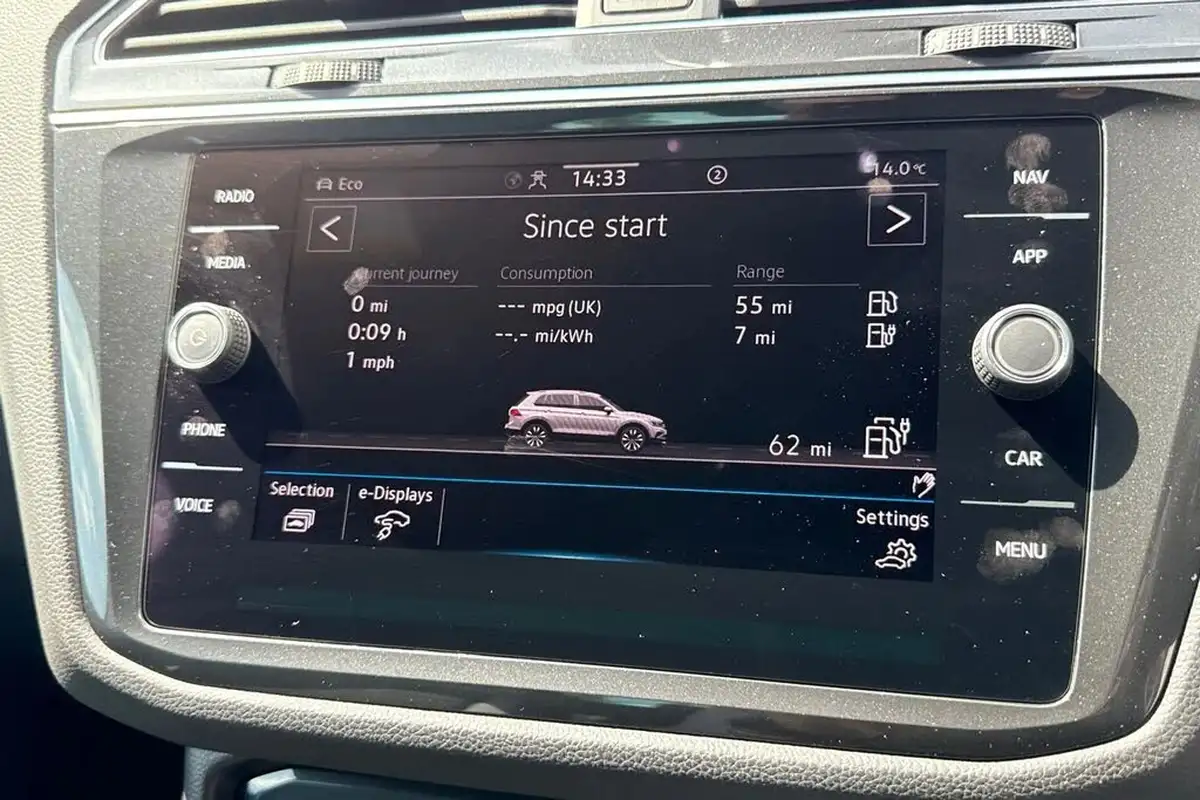 RADIO
MEDIA
PHONE
VOICE
Eco
14:33
2
14.0°C
<
Since start
>
Current journey
Consumption
Range
0 mi
--- mpg (UK)
55 mi
0:09 h
--.- mi/kWh
7 mi
1 mph
62 mi
Selection
e-Displays
Settings
NAV
APP
CAR
MENU